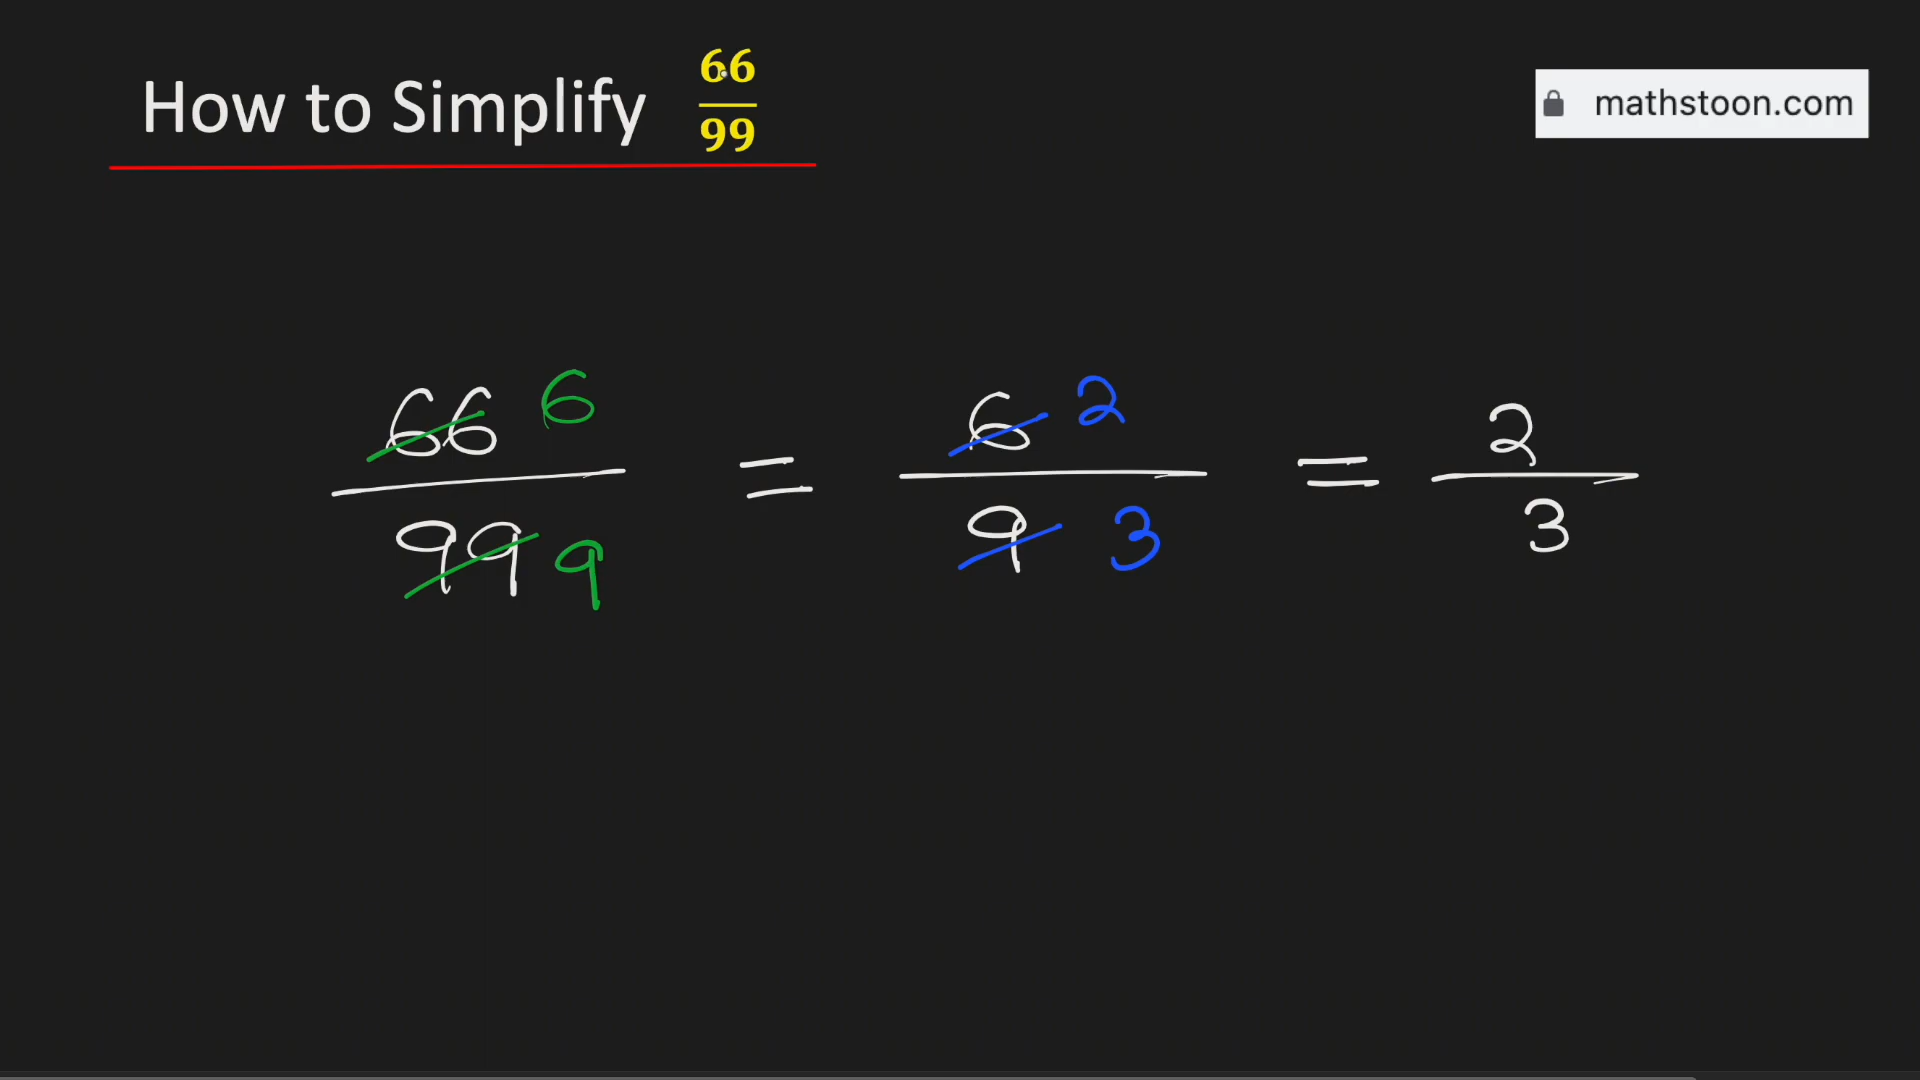 How to Simplify 66/99
mathstoon.com
66 6 / 99 9 = 6 2 / 9 3 = 2/3